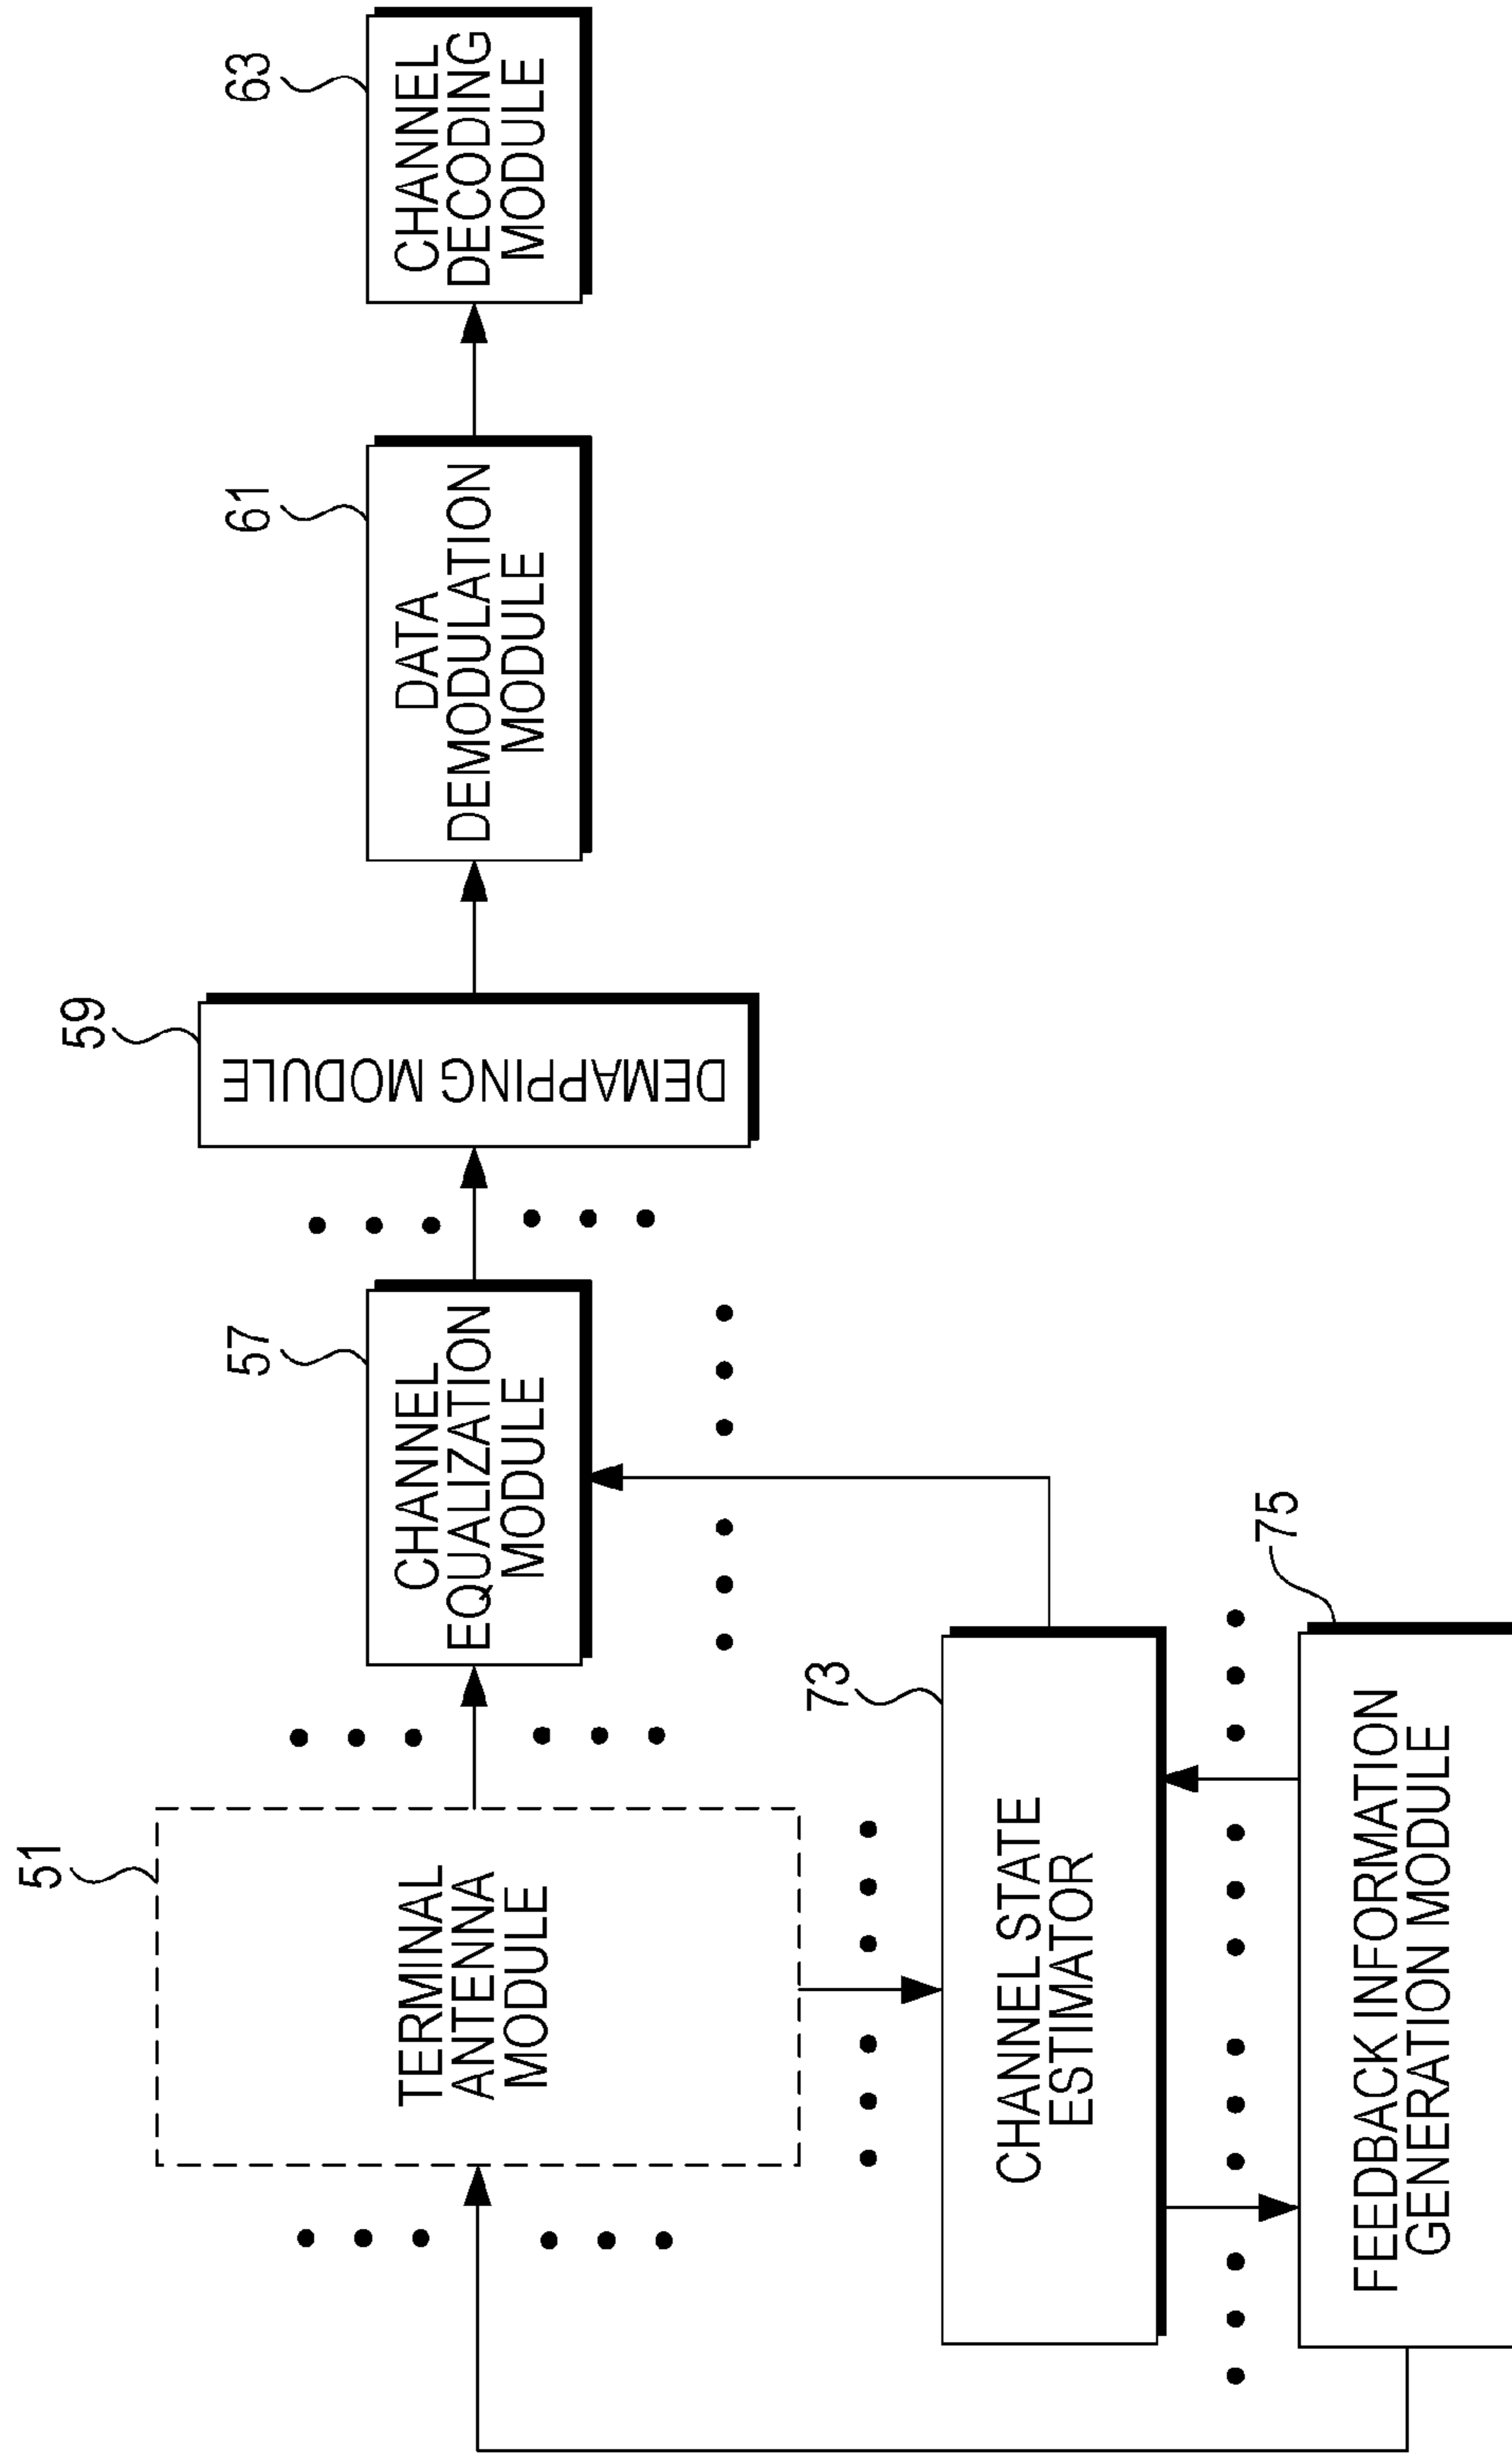 51
TERMINAL
ANTENNA
MODULE
57
CHANNEL
EQUALIZATION
MODULE
59
DEMAPPING MODULE
61
DATA
DEMODULATION
MODULE
63
CHANNEL
DECODING
MODULE
73
CHANNEL STATE
ESTIMATOR
75
FEEDBACK INFORMATION
GENERATION MODULE